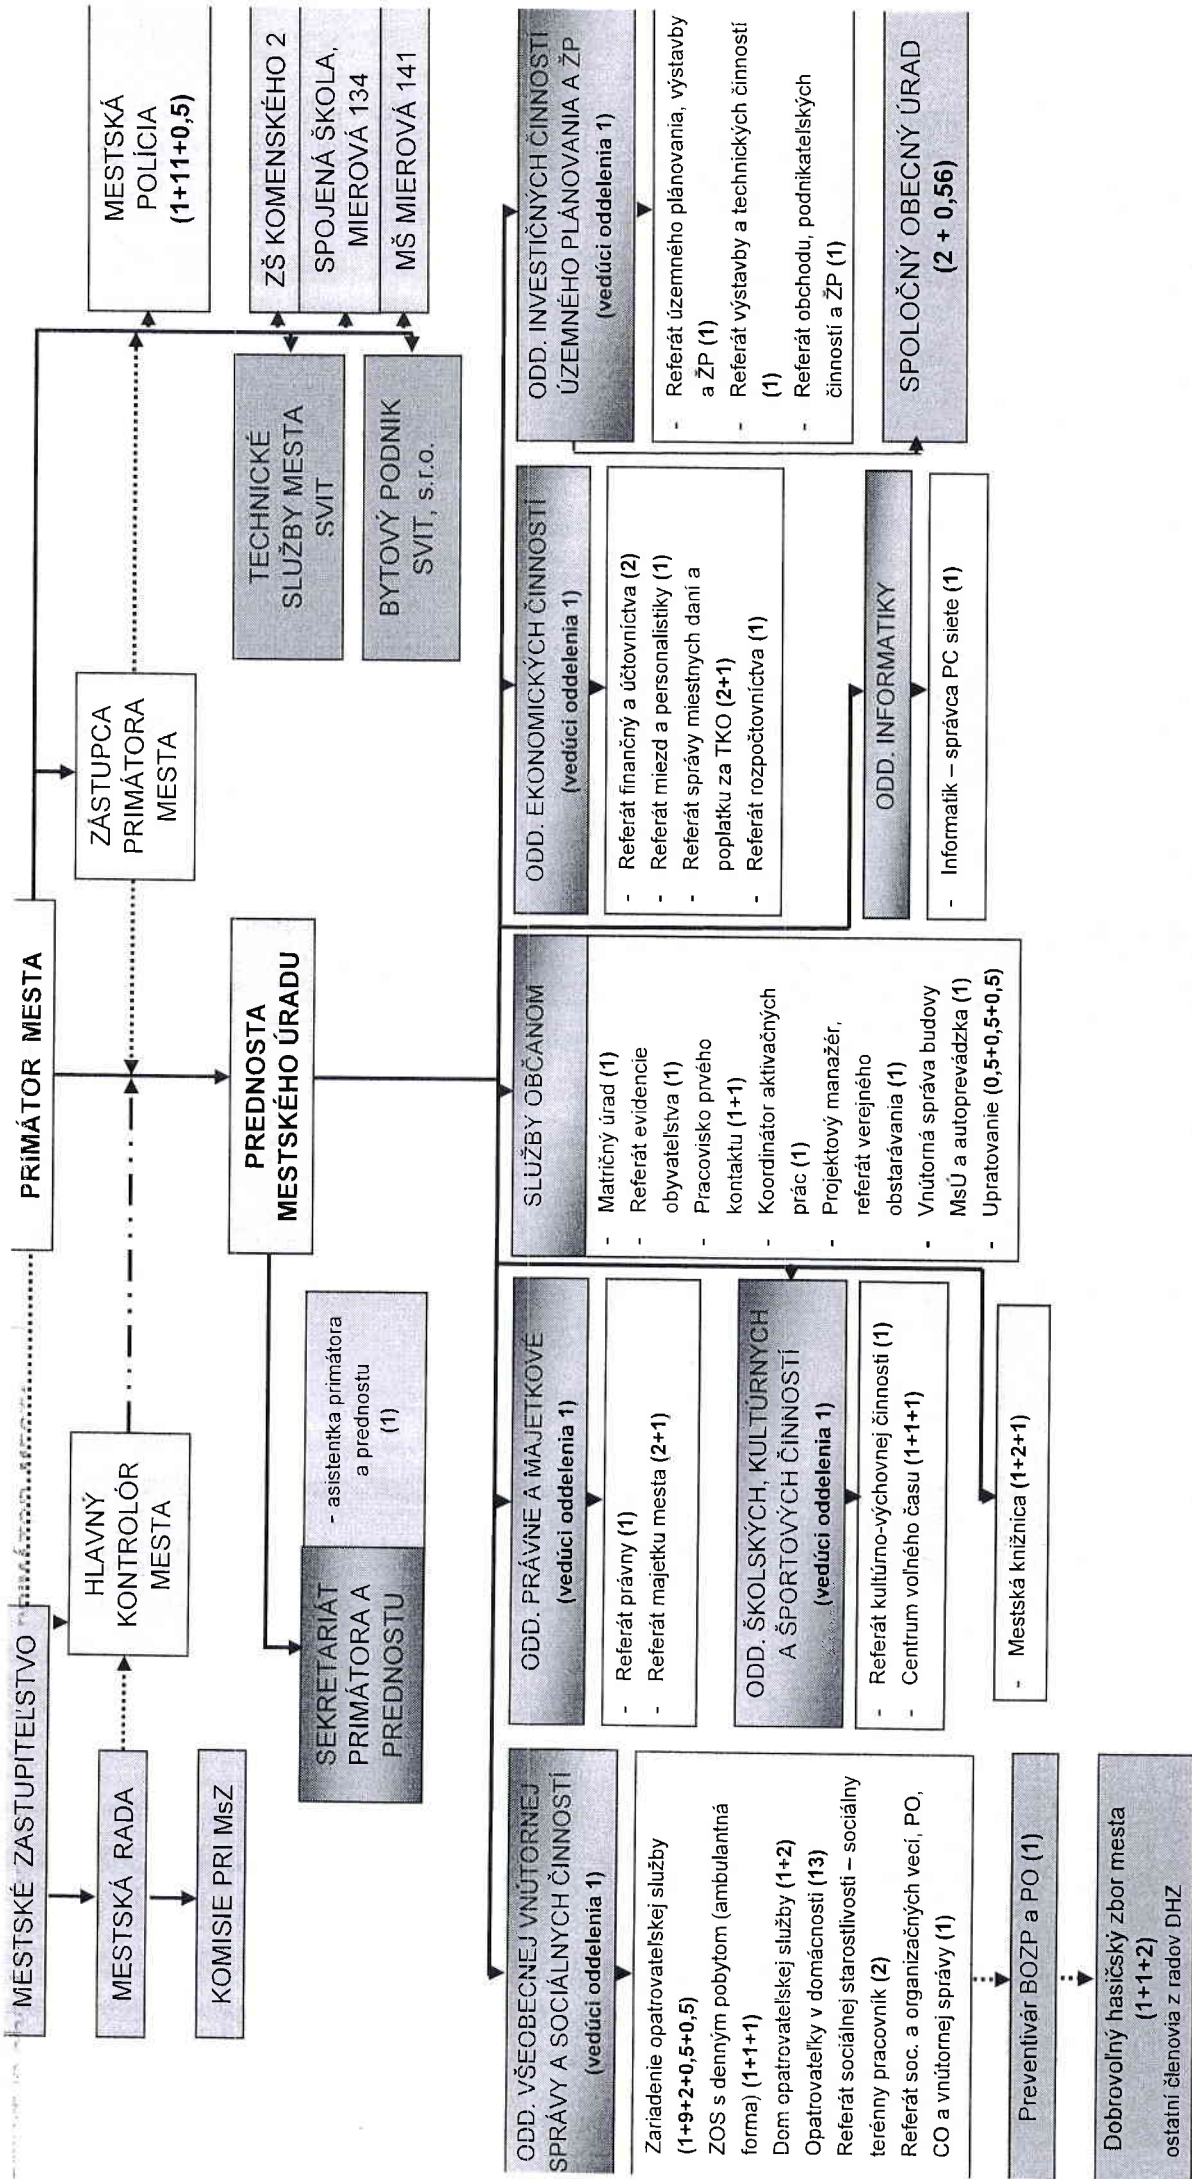 MESTSKÉ ZASTUPITEĽSTVO
PRIMÁTOR MESTA
MESTSKÁ RADA
KOMISIE PRI MsZ
HLAVNÝ
KONTROLÓR
MESTA
ZÁSTUPCA
PRIMÁTORA
MESTA
MESTSKÁ
POLÍCIA
(1+11+0,5)
PREDNOSTA
MESTSKÉHO ÚRADU
SEKRETARIÁT
PRIMÁTORA A
PREDNOSTU
- asistentka primátora
a prednostu
(1)
TECHNICKÉ
SLUŽBY MESTA
SVIT
BYTOVÝ PODNIK
SVIT, s.r.o.
ZŠ KOMENSKÉHO 2
SPOJENÁ ŠKOLA,
MIEROVÁ 134
MŠ MIEROVÁ 141
ODD. VŠEOBECNEJ VNÚTORNEJ
SPRÁVY A SOCIÁLNYCH ČINNOSTÍ
(vedúci oddelenia 1)
Zariadenie opatrovateľskej služby
(1+9+2+0,5+0,5)
ZOS s denným pobytom (ambulantná
forma) (1+1+1)
Dom opatrovateľskej služby (1+2)
Opatrovateľky v domácnosti (13)
Referát sociálnej starostlivosti – sociálny
terénny pracovník (2)
Referát soc. a organizačných vecí, PO,
CO a vnútornej správy (1)
Preventivár BOZP a PO (1)
Dobrovoľný hasičský zbor mesta
(1+1+2)
ostatní členovia z radov DHZ
ODD. PRÁVNE A MAJETKOVÉ
(vedúci oddelenia 1)
- Referát právny (1)
- Referát majetku mesta (2+1)
ODD. ŠKOLSKÝCH, KULTÚRNYCH
A ŠPORTOVÝCH ČINNOSTÍ
(vedúci oddelenia 1)
- Referát kultúrno-výchovnej činnosti (1)
- Centrum voľného času (1+1+1)
- Mestská knižnica (1+2+1)
SLUŽBY OBČANOM
- Matričný úrad (1)
- Referát evidencie
obyvateľstva (1)
- Pracovisko prvého
kontaktu (1+1)
- Koordinátor aktivačných
prác (1)
- Projektový manažér,
referát verejného
obstarávania (1)
- Vnútorná správa budovy
MsÚ a autoprevádzka (1)
- Upratovanie (0,5+0,5+0,5)
ODD. EKONOMICKÝCH ČINNOSTÍ
(vedúci oddelenia 1)
- Referát finančný a účtovníctva (2)
- Referát miezd a personalistiky (1)
- Referát správy miestnych daní a
poplatku za TKO (2+1)
- Referát rozpočtovníctva (1)
ODD. INFORMATIKY
- Informatik – správca PC siete (1)
ODD. INVESTIČNÝCH ČINNOSTÍ
ÚZEMNÉHO PLÁNOVANIA A ŽP
(vedúci oddelenia 1)
- Referát územného plánovania, výstavby
a ŽP (1)
- Referát výstavby a technických činností
(1)
- Referát obchodu, podnikateľských
činností a ŽP (1)
SPOLOČNÝ OBECNÝ ÚRAD
(2 + 0,56)